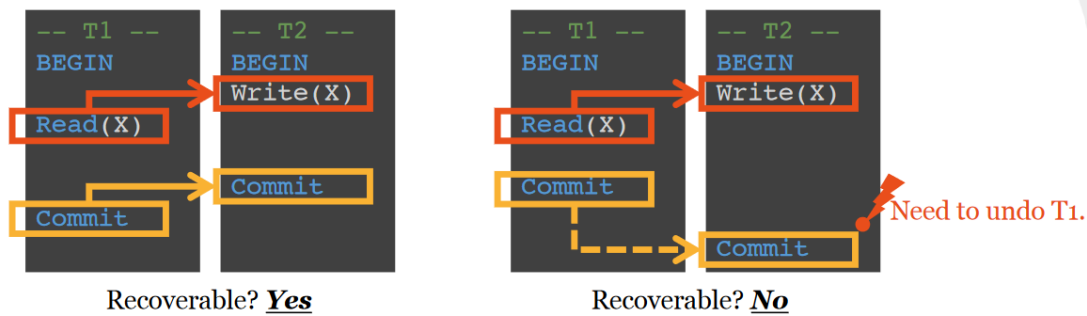 -- T1 --
BEGIN
Read(X)
Commit
-- T2 --
BEGIN
Write(X)
Commit
Recoverable? Yes
-- T1 --
BEGIN
Read(X)
Commit
-- T2 --
BEGIN
Write(X)
Commit
Need to undo T1.
Recoverable? No